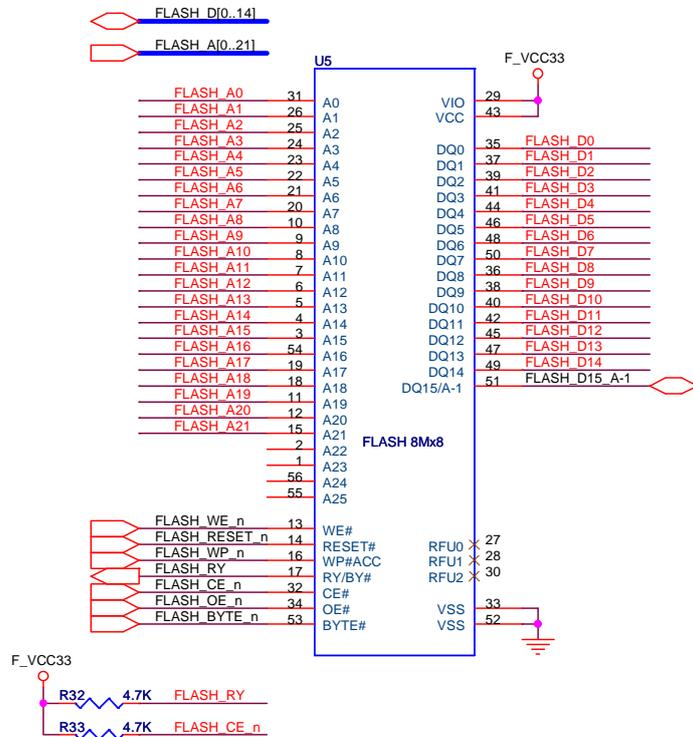 FLASH_D[0..14]
FLASH_A[0..21]
U5
F_VCC33
FLASH_A0 31 A0 VIO 29
FLASH_A1 26 A1 VCC 43
FLASH_A2 25 A2
FLASH_A3 24 A3 DQ0 35 FLASH_D0
FLASH_A4 23 A4 DQ1 37 FLASH_D1
FLASH_A5 22 A5 DQ2 39 FLASH_D2
FLASH_A6 21 A6 DQ3 41 FLASH_D3
FLASH_A7 20 A7 DQ4 44 FLASH_D4
FLASH_A8 10 A8 DQ5 46 FLASH_D5
FLASH_A9 9 A9 DQ6 48 FLASH_D6
FLASH_A10 8 A10 DQ7 50 FLASH_D7
FLASH_A11 7 A11 DQ8 36 FLASH_D8
FLASH_A12 6 A12 DQ9 38 FLASH_D9
FLASH_A13 5 A13 DQ10 40 FLASH_D10
FLASH_A14 4 A14 DQ11 42 FLASH_D11
FLASH_A15 3 A15 DQ12 45 FLASH_D12
FLASH_A16 54 A16 DQ13 47 FLASH_D13
FLASH_A17 19 A17 DQ14 49 FLASH_D14
FLASH_A18 18 A18 DQ15/A-1 51 FLASH_D15_A-1
FLASH_A19 11 A19
FLASH_A20 12 A20
FLASH_A21 15 A21
2 A22
FLASH 8Mx8
1 A23
56 A24
55 A25
FLASH_WE_n 13 WE#
FLASH_RESET_n 14 RESET# RFU0 27
FLASH_WP_n 16 WP#ACC RFU1 28
FLASH_RY 17 RY/BY# RFU2 30
FLASH_CE_n 32 CE#
FLASH_OE_n 34 OE# VSS 33
FLASH_BYTE_n 53 BYTE# VSS 52
F_VCC33
R32 4.7K FLASH_RY
R33 4.7K FLASH_CE_n